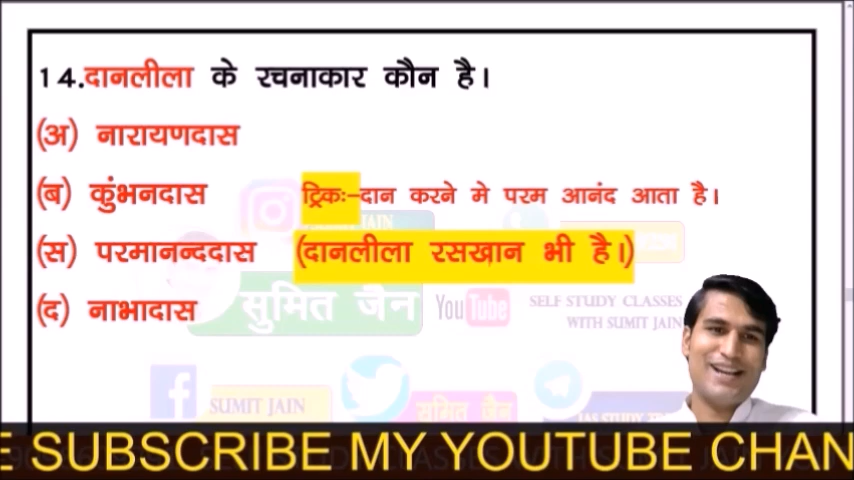 14.दानलीला के रचनाकार कौन है।
(अ) नारायणदास
(ब) कुंभनदास ट्रिकः-दान करने मे परम आनंद आता है।
(स) परमानन्ददास (दानलीला रसखान भी है।)
(द) नाभादास
सुमित जैन YouTube SELF STUDY CLASSES
WITH SUMIT JAIN
SUMIT JAIN सुमित जैन
E SUBSCRIBE MY YOUTUBE CHAN